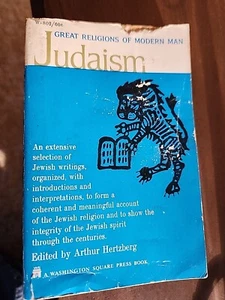 W-809/60¢
GREAT RELIGIONS OF MODERN MAN
Judaism
An extensive
selection of
Jewish writings,
organized, with
introductions and
interpretations, to form a
coherent and meaningful account
of the Jewish religion and to show the
integrity of the Jewish spirit
through the centuries.
Edited by Arthur Hertzberg
A WASHINGTON SQUARE PRESS BOOK